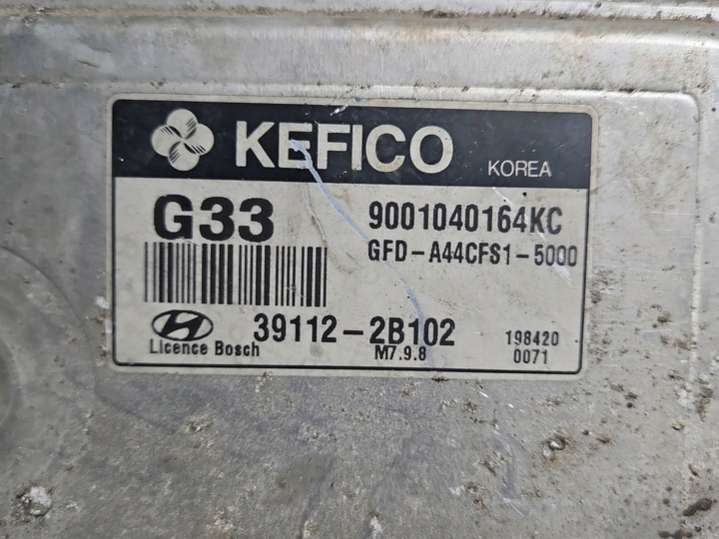 KEFICO KOREA
G33 9001040164KC
GFD-A44CFS1-5000
39112-2B102 198420
Licence Bosch M7.9.8 0071